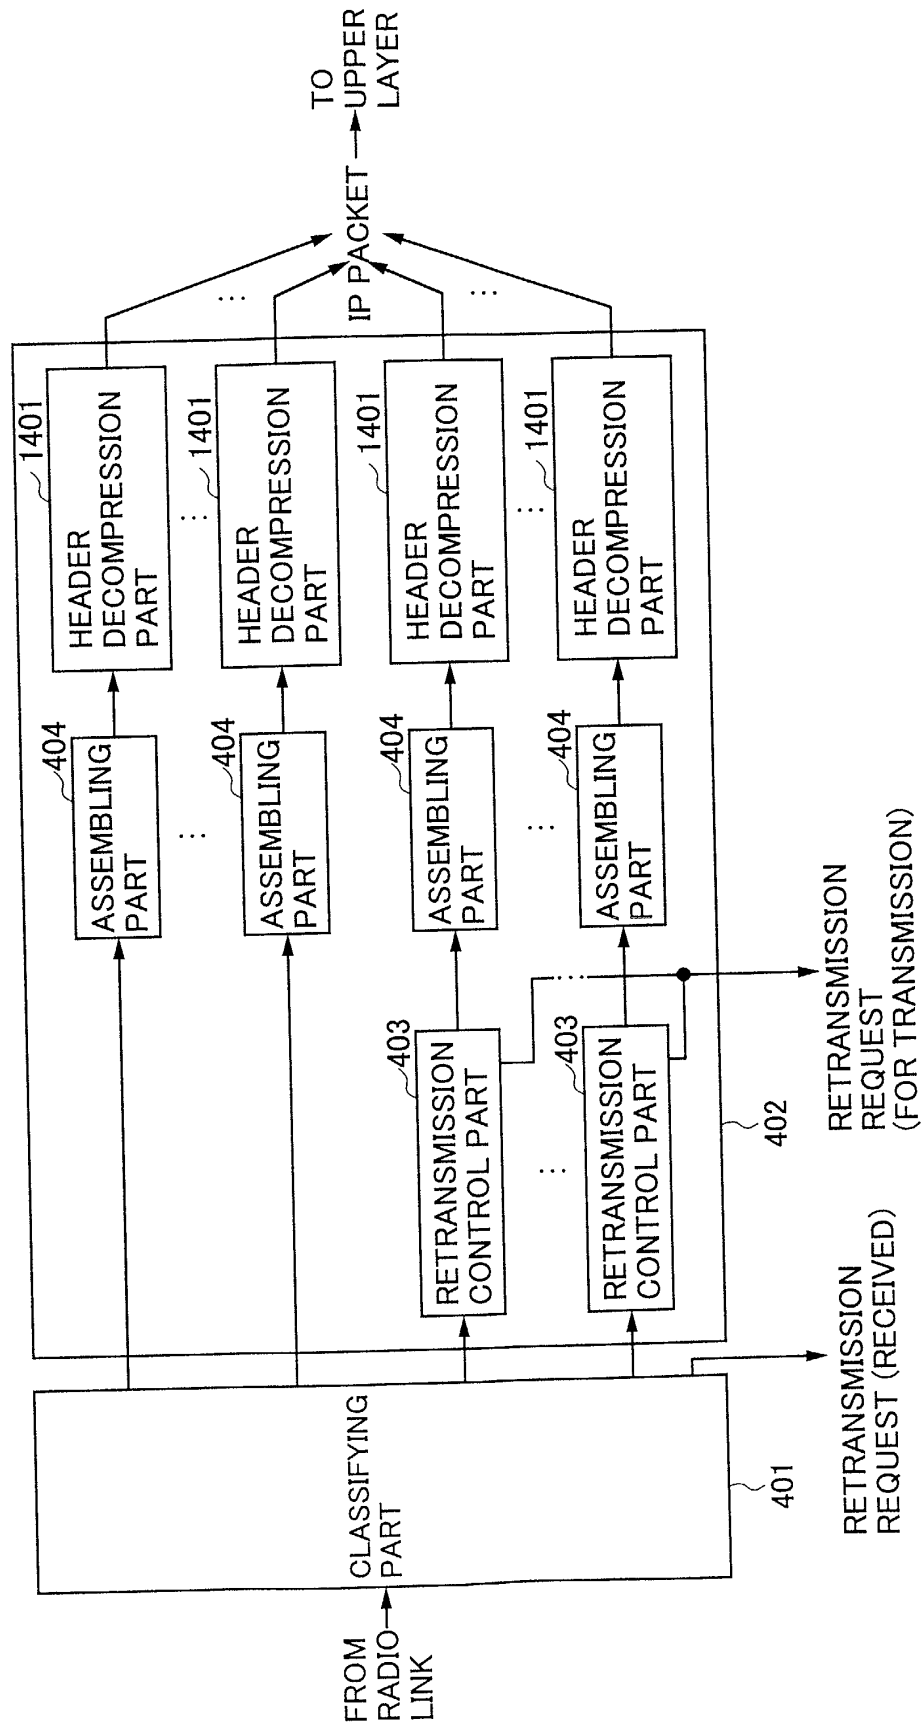 FROM
RADIO
LINK
CLASSIFYING
PART
401
RETRANSMISSION
REQUEST (RECEIVED)
402
ASSEMBLING
PART
404
HEADER
DECOMPRESSION
PART
1401
ASSEMBLING
PART
404
HEADER
DECOMPRESSION
PART
1401
RETRANSMISSION
CONTROL PART
403
ASSEMBLING
PART
404
HEADER
DECOMPRESSION
PART
1401
RETRANSMISSION
CONTROL PART
403
ASSEMBLING
PART
404
HEADER
DECOMPRESSION
PART
1401
RETRANSMISSION
REQUEST
(FOR TRANSMISSION)
IP PACKET
TO
UPPER
LAYER